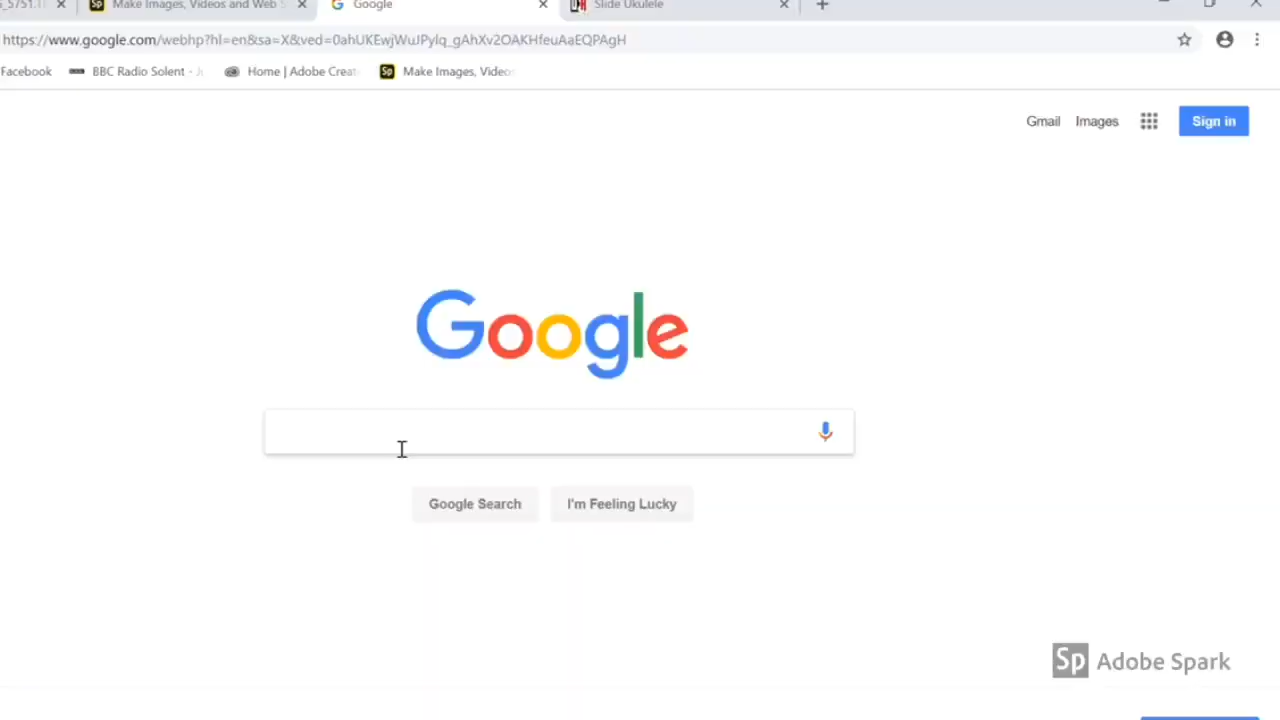 Make Images, Videos and Web S
Google
Slide Ukulele
https://www.google.com/webhp?hl=en&sa=X&ved=0ahUKEwjWuJPylq_gAhXv2OAKHfeuAaEQPAgH
Facebook
BBC Radio Solent - J
Home | Adobe Creat
Make Images, Videos
Gmail
Images
Sign in
Google
Google Search
I'm Feeling Lucky
Sp Adobe Spark